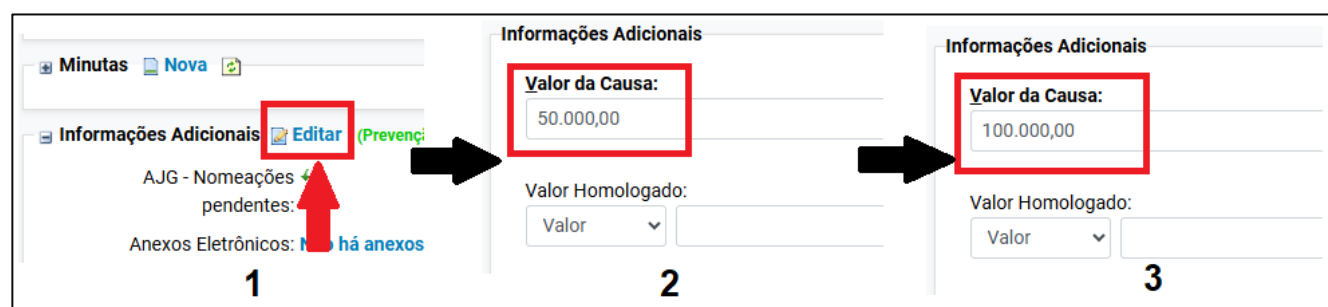 Minutas Nova
Informações Adicionais Editar (Prevenç
AJG - Nomeações
pendentes:
Anexos Eletrônicos: há anexos
1
Informações Adicionais
Valor da Causa:
50.000,00
Valor Homologado:
Valor
2
Informações Adicionais
Valor da Causa:
100.000,00
Valor Homologado:
Valor
3